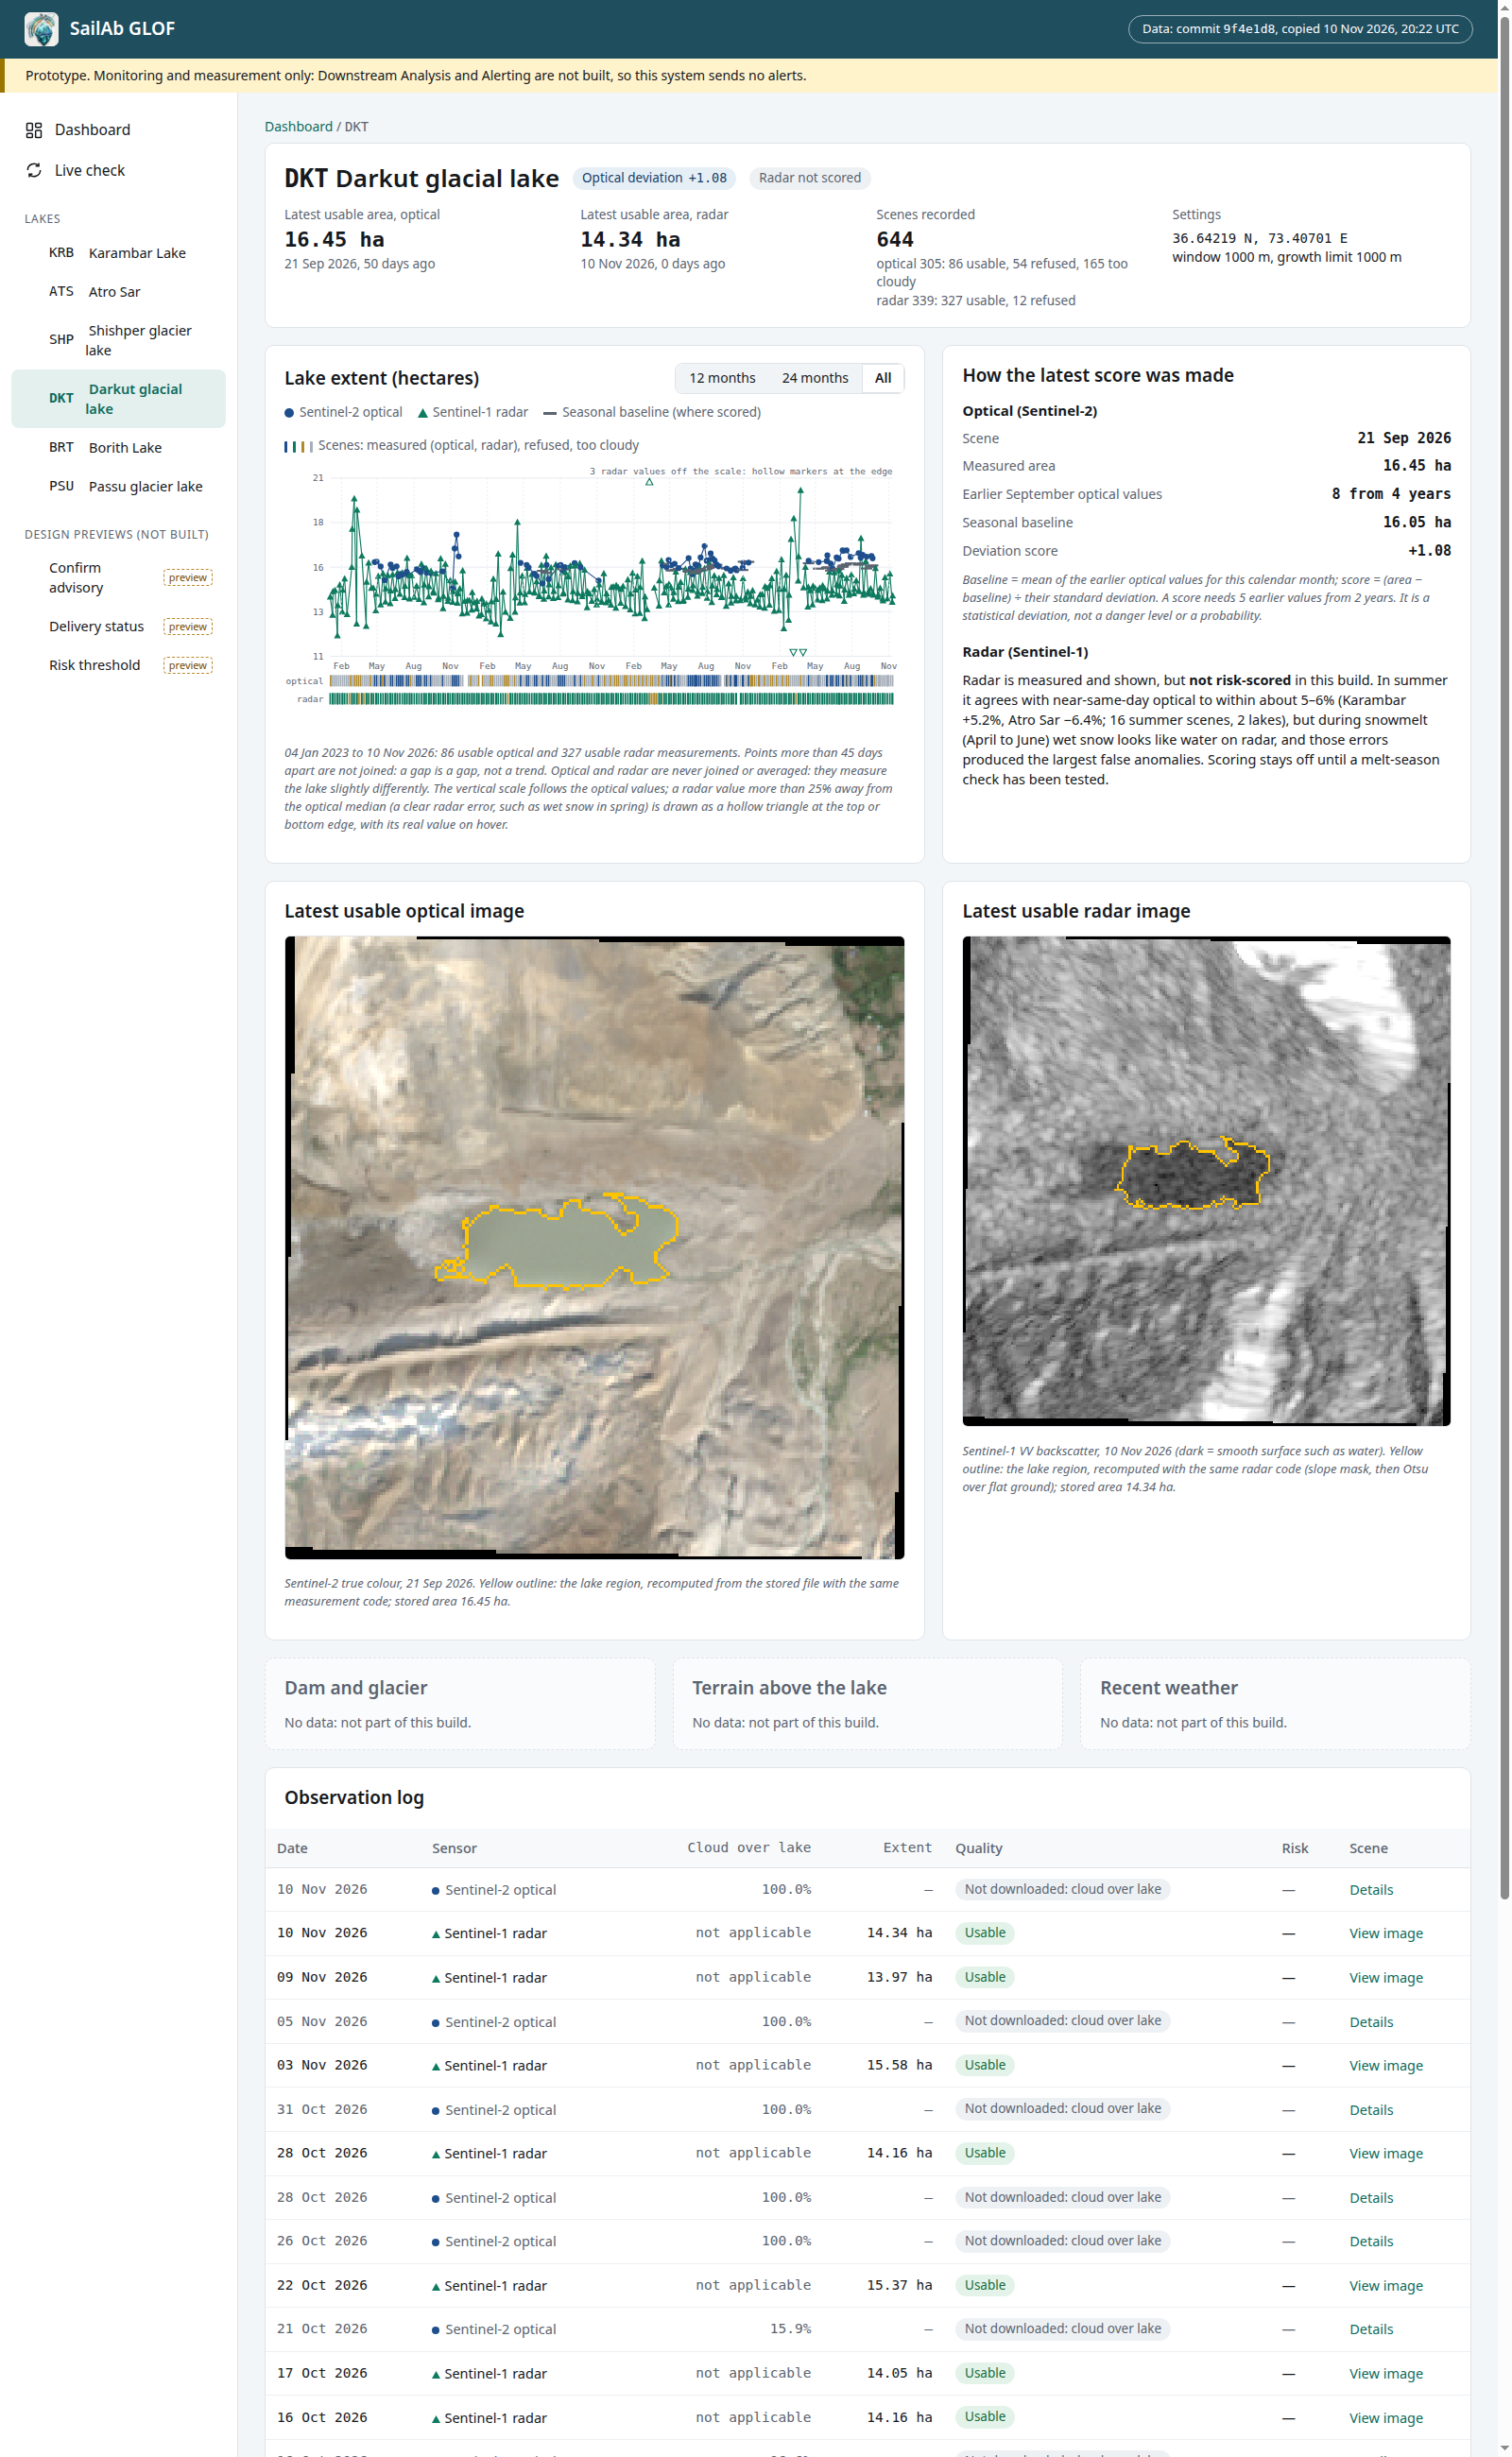 SailAb GLOF
Data: commit 9f4e1d8, copied 10 Nov 2026, 20:22 UTC
Prototype. Monitoring and measurement only: Downstream Analysis and Alerting are not built, so this system sends no alerts.
Dashboard
Live check
LAKES
KRB Karambar Lake
ATS Atro Sar
SHP Shishper glacier
lake
DKT Darkut glacial
lake
BRT Borith Lake
PSU Passu glacier lake
DESIGN PREVIEWS (NOT BUILT)
Confirm
advisory
preview
Delivery status preview
Risk threshold preview
Dashboard / DKT
DKT Darkut glacial lake Optical deviation +1.08 Radar not scored
Latest usable area, optical
16.45 ha
21 Sep 2026, 50 days ago
Latest usable area, radar
14.34 ha
10 Nov 2026, 0 days ago
Scenes recorded
644
optical 305: 86 usable, 54 refused, 165 too
cloudy
radar 339: 327 usable, 12 refused
Settings
36.64219 N, 73.40701 E
window 1000 m, growth limit 1000 m
Lake extent (hectares)
12 months 24 months All
Sentinel-2 optical Sentinel-1 radar Seasonal baseline (where scored)
Scenes: measured (optical, radar), refused, too cloudy
3 radar values off the scale: hollow markers at the edge
21
18
16
13
11
Feb May Aug Nov Feb May Aug Nov Feb May Aug Nov Feb May Aug Nov
optical
radar
04 Jan 2023 to 10 Nov 2026: 86 usable optical and 327 usable radar measurements. Points more than 45 days
apart are not joined: a gap is a gap, not a trend. Optical and radar are never joined or averaged: they measure
the lake slightly differently. The vertical scale follows the optical values; a radar value more than 25% away from
the optical median (a clear radar error, such as wet snow in spring) is drawn as a hollow triangle at the top or
bottom edge, with its real value on hover.
How the latest score was made
Optical (Sentinel-2)
Scene 21 Sep 2026
Measured area 16.45 ha
Earlier September optical values 8 from 4 years
Seasonal baseline 16.05 ha
Deviation score +1.08
Baseline = mean of the earlier optical values for this calendar month; score = (area −
baseline) ÷ their standard deviation. A score needs 5 earlier values from 2 years. It is a
statistical deviation, not a danger level or a probability.
Radar (Sentinel-1)
Radar is measured and shown, but not risk-scored in this build. In summer
it agrees with near-same-day optical to within about 5–6% (Karambar
+5.2%, Atro Sar −6.4%; 16 summer scenes, 2 lakes), but during snowmelt
(April to June) wet snow looks like water on radar, and those errors
produced the largest false anomalies. Scoring stays off until a melt-season
check has been tested.
Latest usable optical image
Sentinel-2 true colour, 21 Sep 2026. Yellow outline: the lake region, recomputed from the stored file with the same
measurement code; stored area 16.45 ha.
Latest usable radar image
Sentinel-1 VV backscatter, 10 Nov 2026 (dark = smooth surface such as water). Yellow
outline: the lake region, recomputed with the same radar code (slope mask, then Otsu
over flat ground); stored area 14.34 ha.
Dam and glacier
No data: not part of this build.
Terrain above the lake
No data: not part of this build.
Recent weather
No data: not part of this build.
Observation log
Date Sensor Cloud over lake Extent Quality Risk Scene
10 Nov 2026 Sentinel-2 optical 100.0% — Not downloaded: cloud over lake — Details
10 Nov 2026 Sentinel-1 radar not applicable 14.34 ha Usable — View image
09 Nov 2026 Sentinel-1 radar not applicable 13.97 ha Usable — View image
05 Nov 2026 Sentinel-2 optical 100.0% — Not downloaded: cloud over lake — Details
03 Nov 2026 Sentinel-1 radar not applicable 15.58 ha Usable — View image
31 Oct 2026 Sentinel-2 optical 100.0% — Not downloaded: cloud over lake — Details
28 Oct 2026 Sentinel-1 radar not applicable 14.16 ha Usable — View image
28 Oct 2026 Sentinel-2 optical 100.0% — Not downloaded: cloud over lake — Details
26 Oct 2026 Sentinel-2 optical 100.0% — Not downloaded: cloud over lake — Details
22 Oct 2026 Sentinel-1 radar not applicable 15.37 ha Usable — View image
21 Oct 2026 Sentinel-2 optical 15.9% — Not downloaded: cloud over lake — Details
17 Oct 2026 Sentinel-1 radar not applicable 14.05 ha Usable — View image
16 Oct 2026 Sentinel-1 radar not applicable 14.16 ha Usable — View image